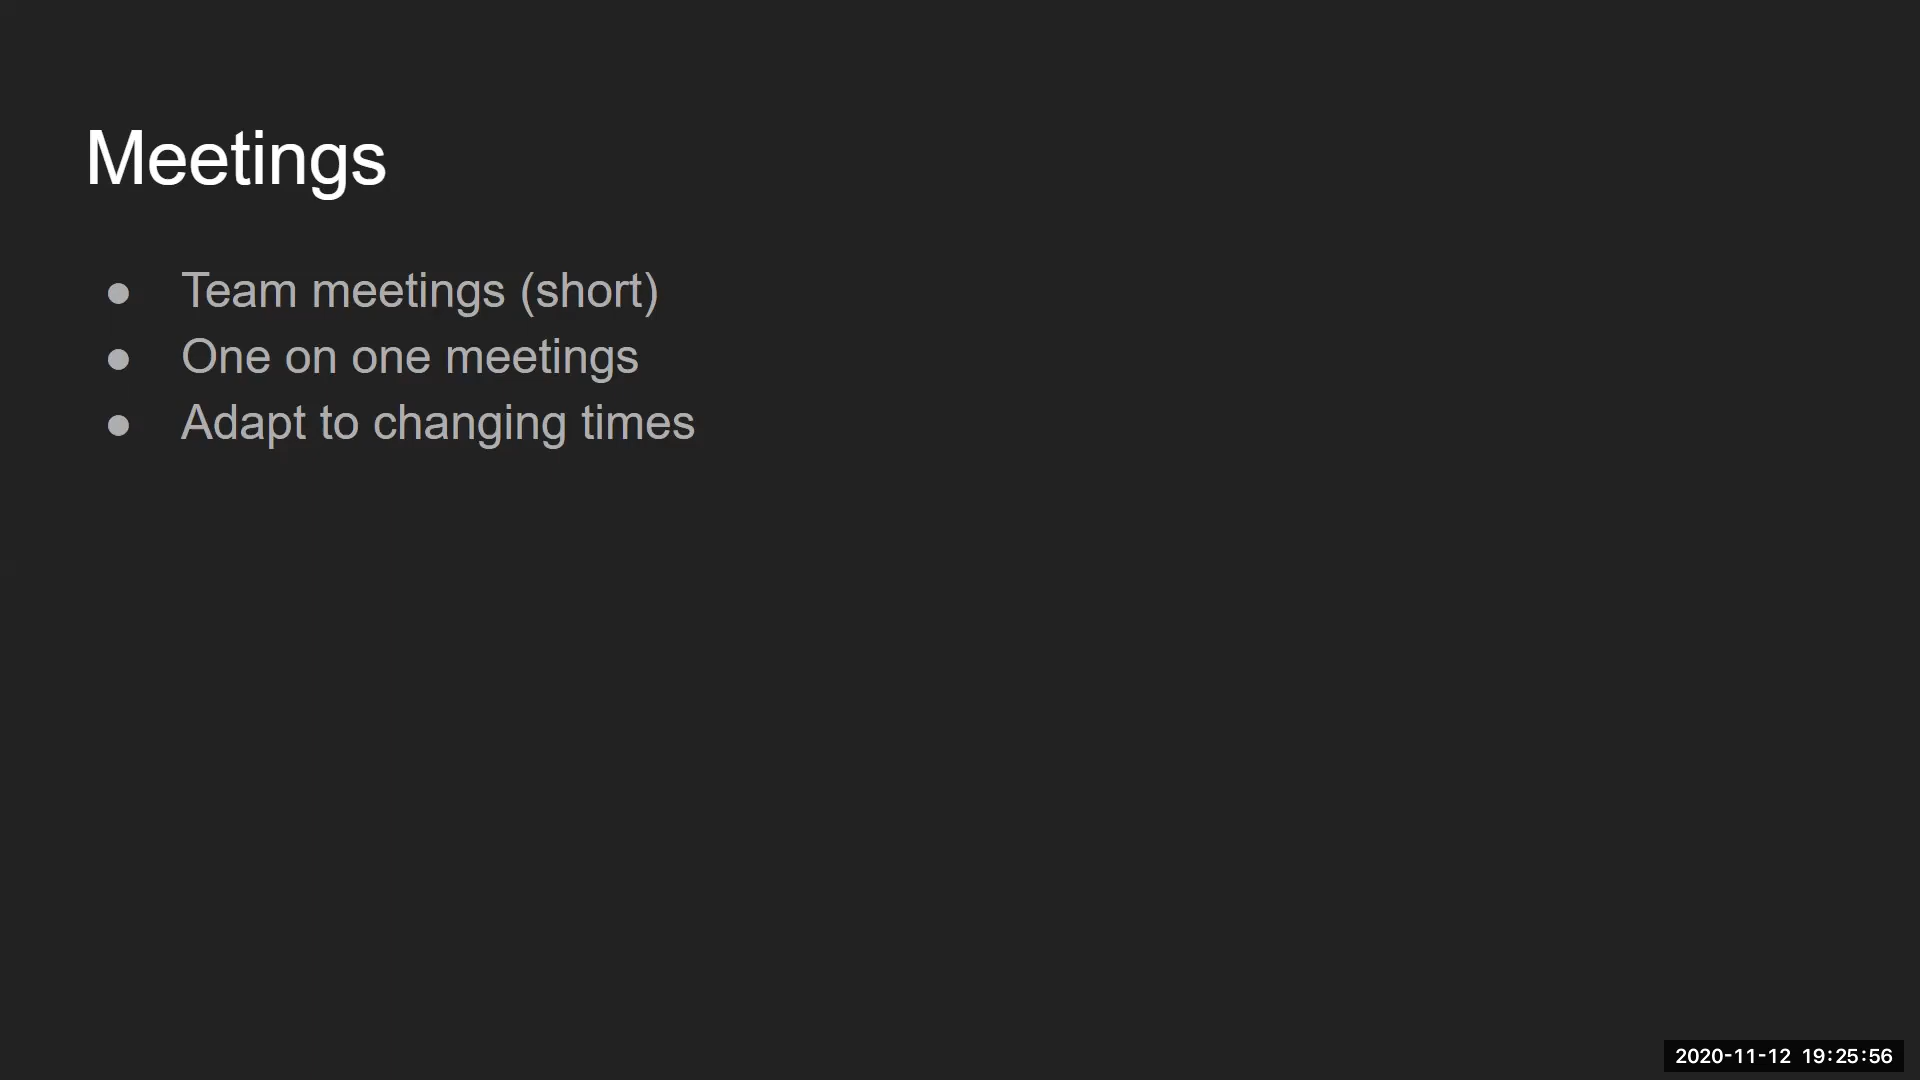 Meetings
● Team meetings (short)
● One on one meetings
● Adapt to changing times
2020-11-12 19:25:56